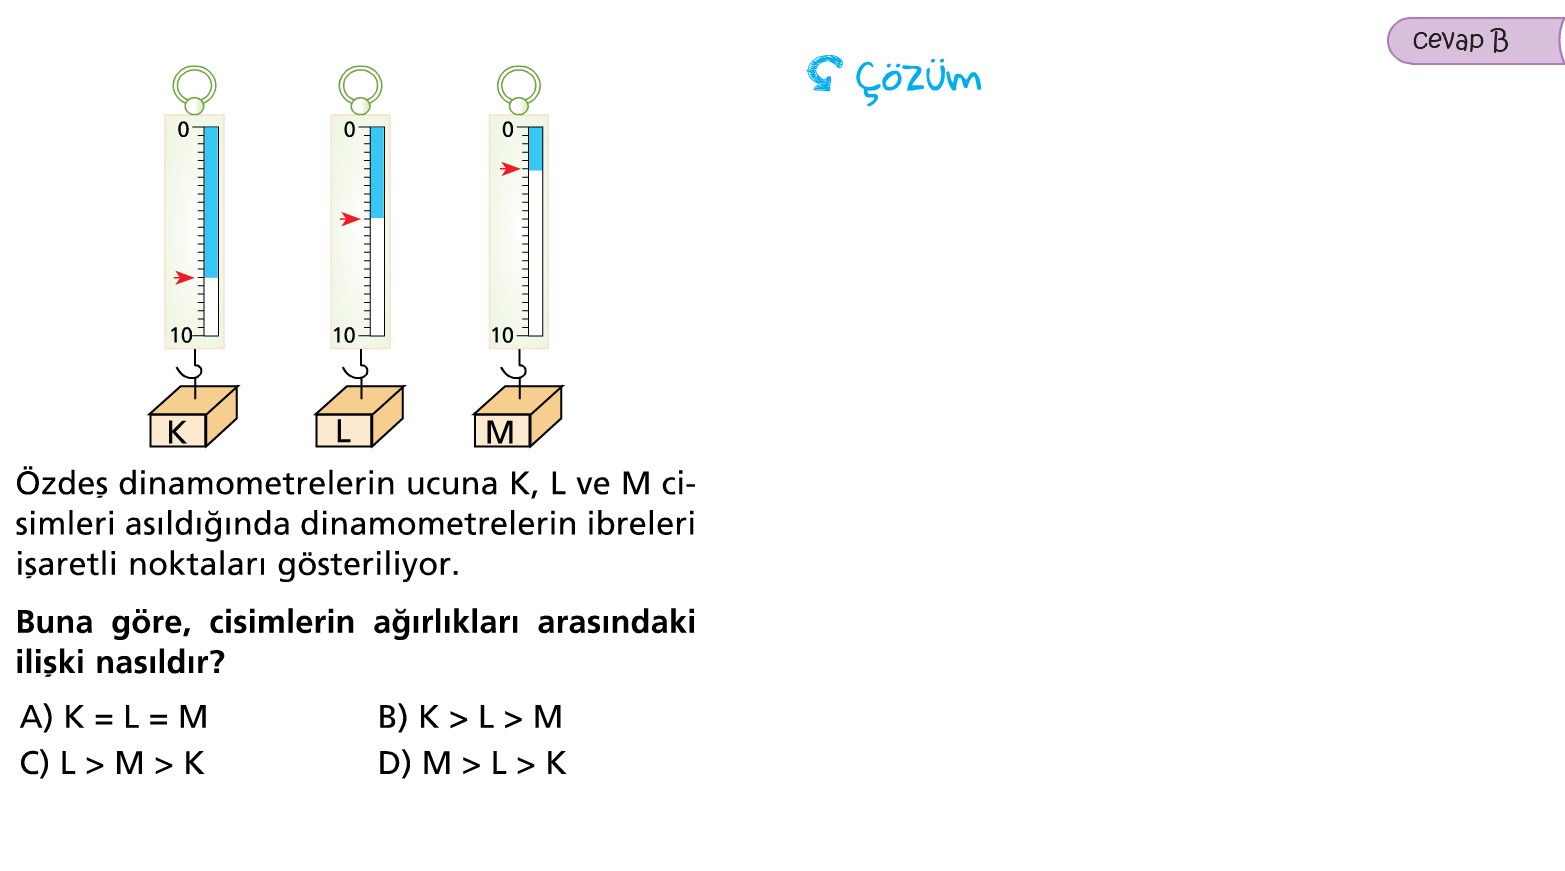 0 0 0
10 10 10
K L M
Özdeş dinamometrelerin ucuna K, L ve M ci-
simleri asıldığında dinamometrelerin ibreleri
işaretli noktaları gösteriliyor.
Buna göre, cisimlerin ağırlıkları arasındaki
ilişki nasıldır?
A) K = L = M B) K > L > M
C) L > M > K D) M > L > K
Çözüm
cevap B